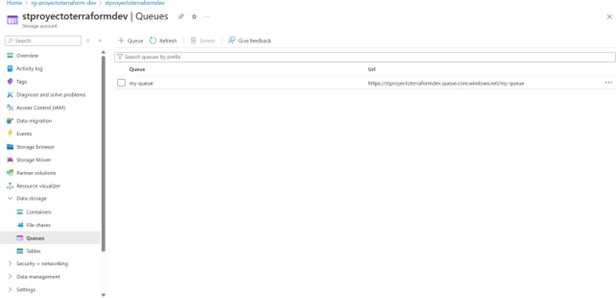 Home > rg-proyectoterraform-dev > stproyectoterraformdev
stproyectoterraformdev | Queues
Storage account
Search
+ Queue Refresh Delete Give feedback
Search queues by prefix
Queue Url
my-queue https://stproyectoterraformdev.queue.core.windows.net/my-queue
Overview
Activity log
Tags
Diagnose and solve problems
Access Control (IAM)
Data migration
Events
Storage browser
Storage Mover
Partner solutions
Resource visualizer
Data storage
Containers
File shares
Queues
Tables
Security + networking
Data management
Settings